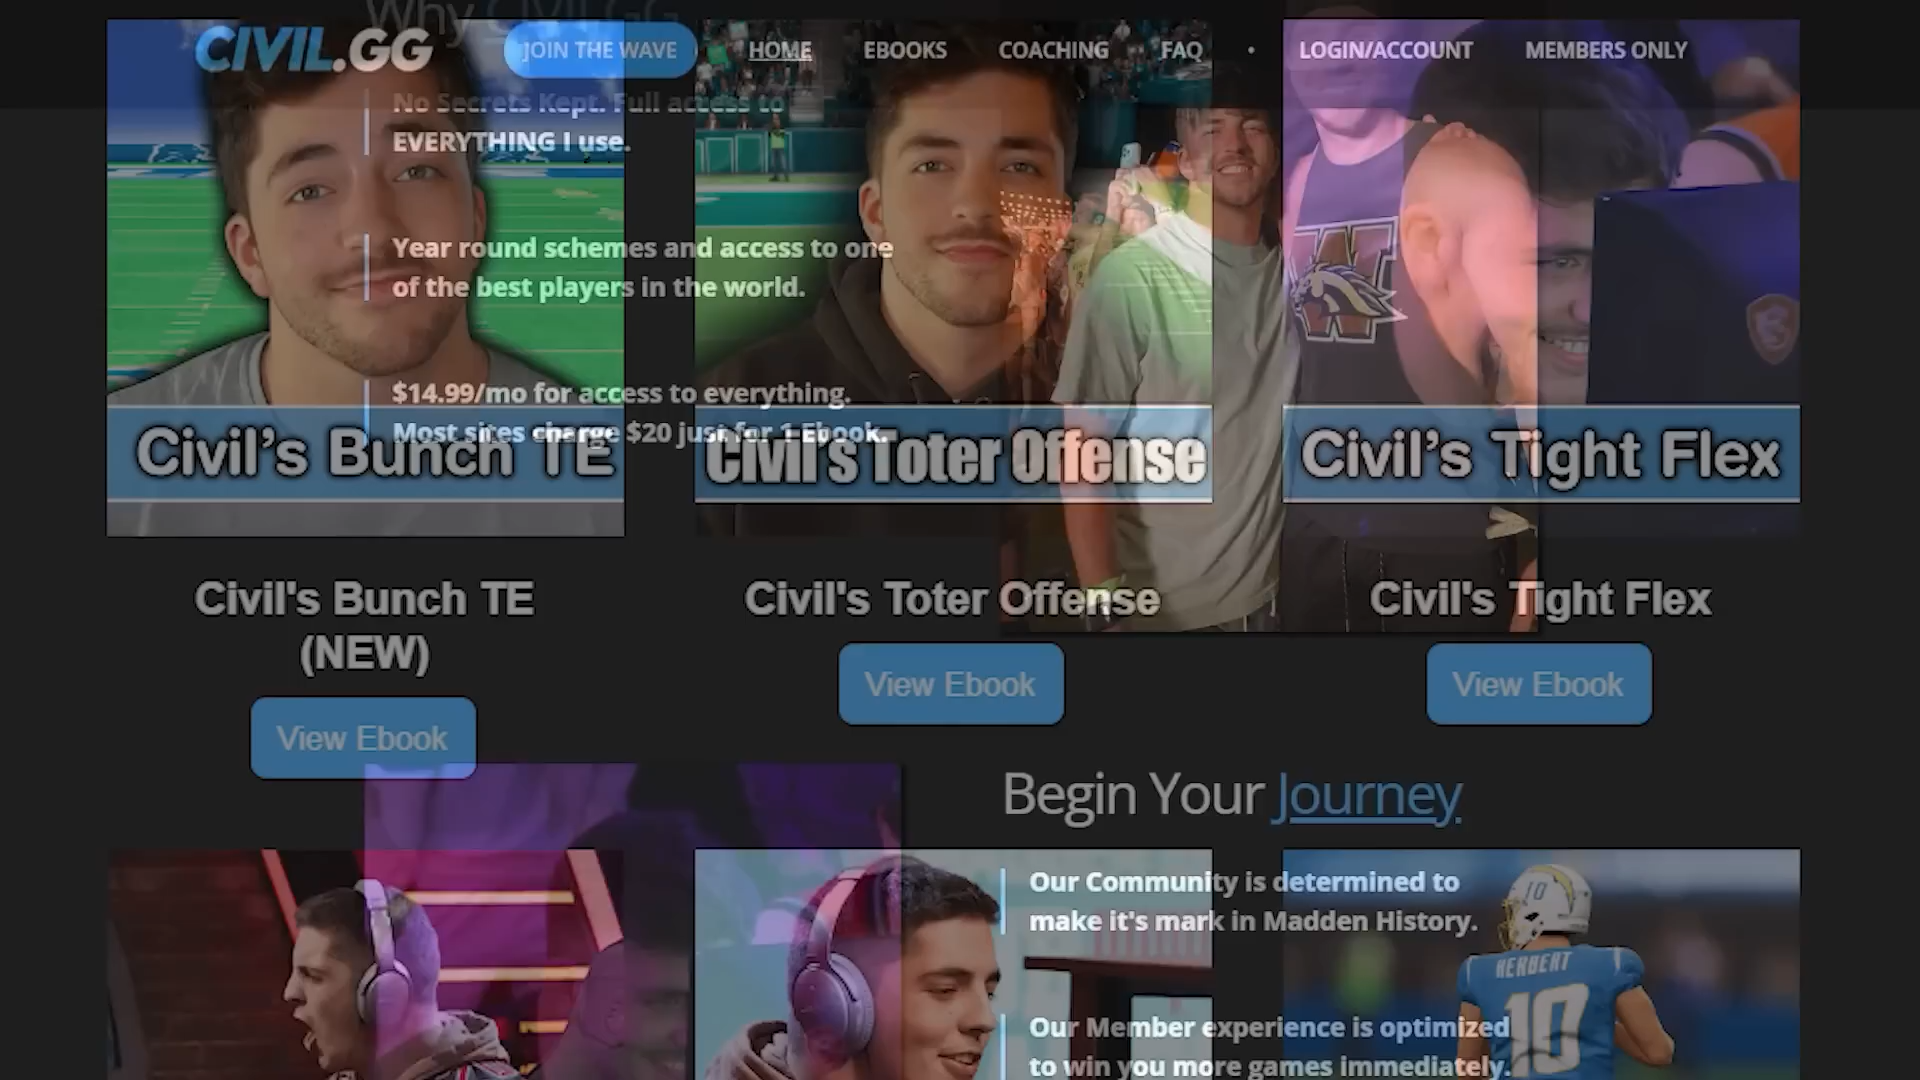 Why CIVIL.GG
CIVIL.GG
JOIN THE WAVE
HOME
EBOOKS
COACHING
FAQ
•
LOGIN/ACCOUNT
MEMBERS ONLY
No Secrets Kept. Full access to
EVERYTHING I use.
Year round schemes and access to one
of the best players in the world.
$14.99/mo for access to everything.
Most sites charge $20 just for 1 Ebook.
Civil's Bunch TE
Civil's Toter Offense
Civil's Tight Flex
W
Civil's Bunch TE
(NEW)
View Ebook
Civil's Toter Offense
View Ebook
Civil's Tight Flex
View Ebook
Begin Your Journey
Our Community is determined to
make it's mark in Madden History.
Our Member experience is optimized
to win you more games immediately.
10
HERBERT
10